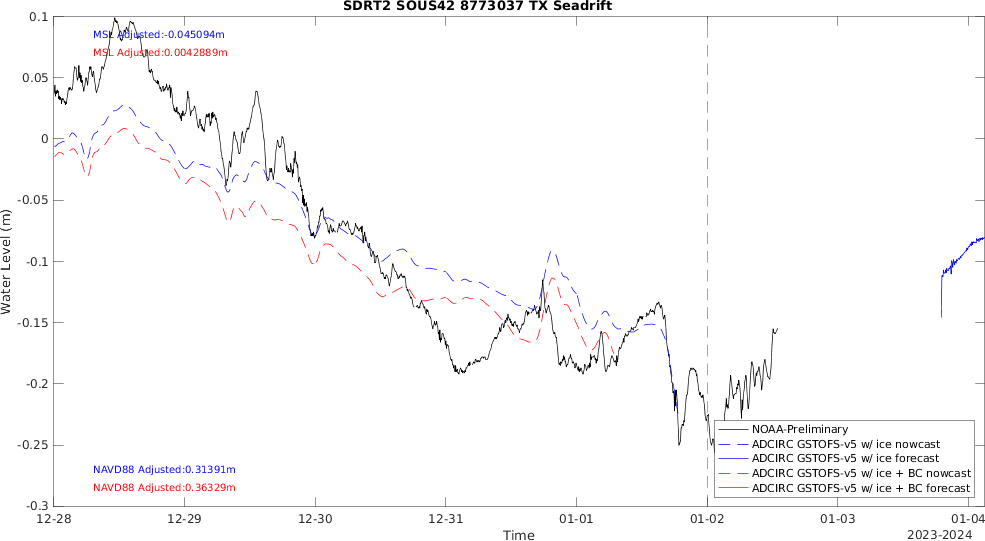 SDRT2 SOUS42 8773037 TX Seadrift
0.1
MSL Adjusted:-0.045094m
MSL Adjusted:0.0042889m
0.05
0
-0.05
-0.1
-0.15
-0.2
-0.25
-0.3
Water Level (m)
NAVD88 Adjusted:0.31391m
NAVD88 Adjusted:0.36329m
NOAA-Preliminary
ADCIRC GSTOFS-v5 w/ ice nowcast
ADCIRC GSTOFS-v5 w/ ice forecast
ADCIRC GSTOFS-v5 w/ ice + BC nowcast
ADCIRC GSTOFS-v5 w/ ice + BC forecast
12-28 12-29 12-30 12-31 01-01 01-02 01-03 01-04
Time
2023-2024